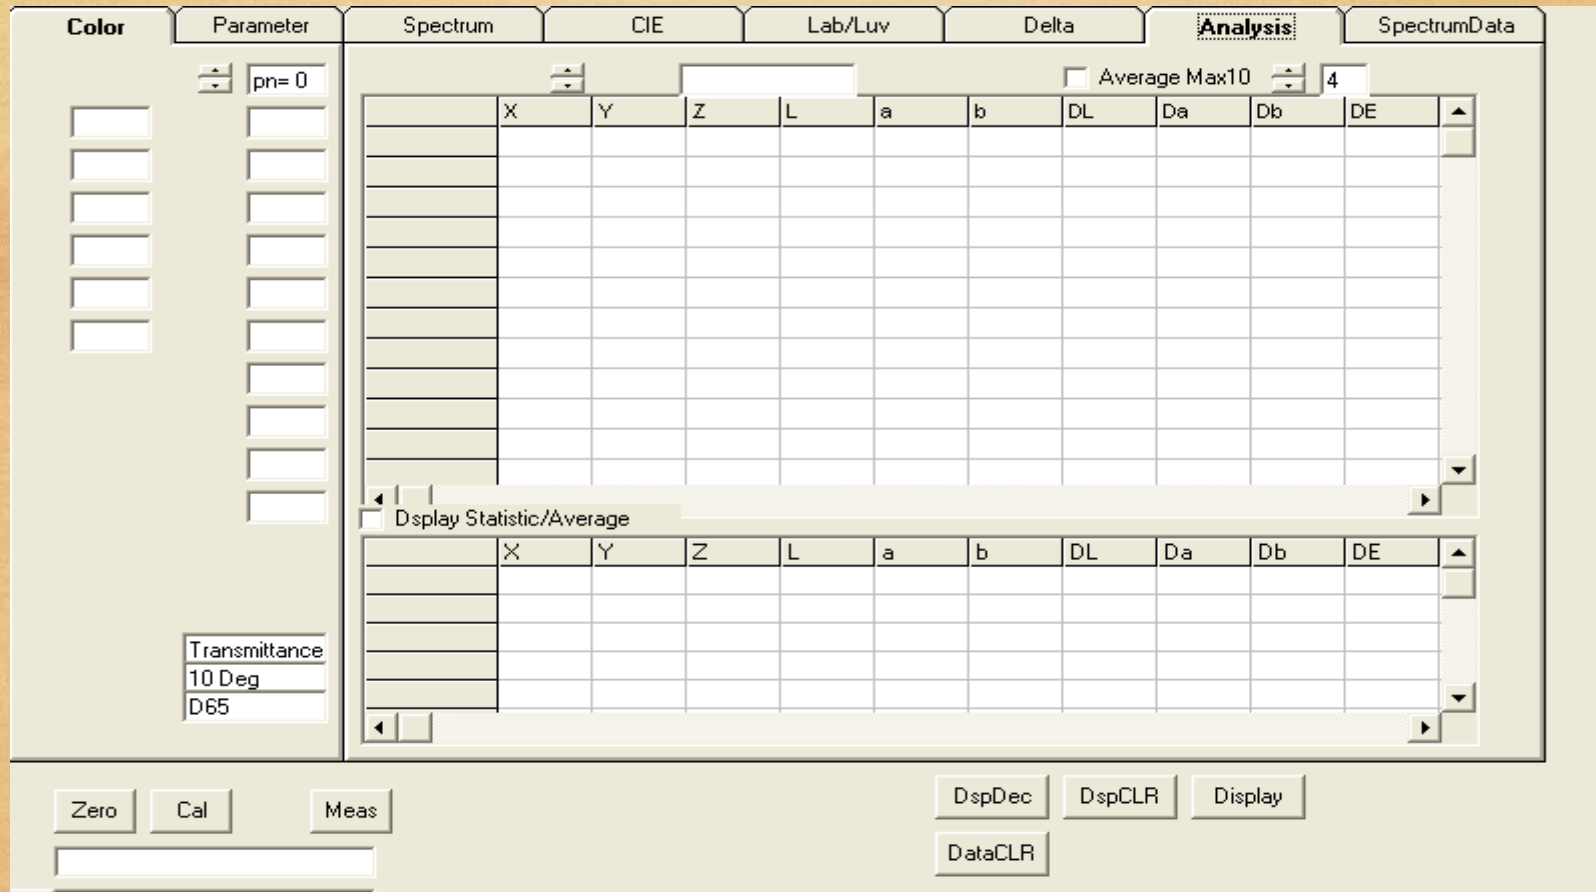 Color Parameter Spectrum CIE Lab/Luv Delta Analysis SpectrumData
pn= 0 Average Max10 4
X Y Z L a b DL Da Db DE
Dsplay Statistic/Average
X Y Z L a b DL Da Db DE
Transmittance
10 Deg
D65
Zero Cal Meas DspDec DspCLR Display
DataCLR